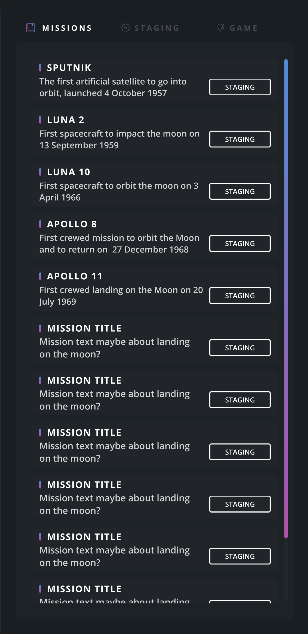 MISSIONS
STAGING
GAME
SPUTNIK
The first artificial satellite to go into
orbit, launched 4 October 1957
STAGING
LUNA 2
First spacecraft to impact the moon on
13 September 1959
STAGING
LUNA 10
First spacecraft to orbit the moon on 3
April 1966
STAGING
APOLLO 8
First crewed mission to orbit the Moon
and to return on  27 December 1968
STAGING
APOLLO 11
First crewed landing on the Moon on 20
July 1969
STAGING
MISSION TITLE
Mission text maybe about landing
on the moon?
STAGING
MISSION TITLE
Mission text maybe about landing
on the moon?
STAGING
MISSION TITLE
Mission text maybe about landing
on the moon?
STAGING
MISSION TITLE
Mission text maybe about landing
on the moon?
STAGING
MISSION TITLE
Mission text maybe about landing
on the moon?
STAGING
MISSION TITLE
Mission text maybe about landing